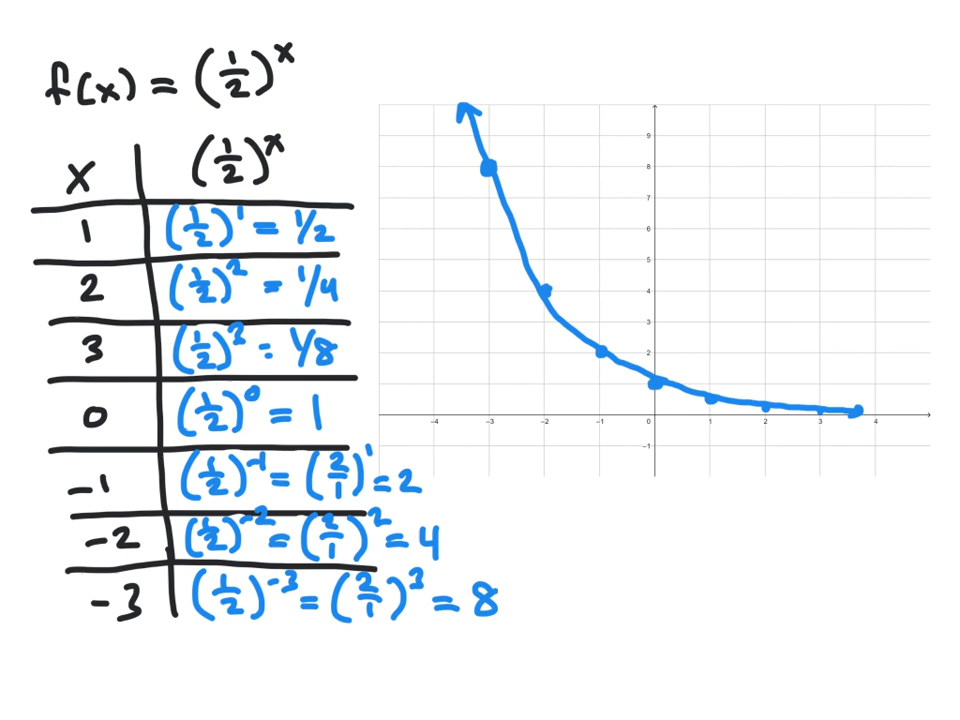 f(x) = (1/2)^x
x | (1/2)^x
1 | (1/2)^1 = 1/2
2 | (1/2)^2 = 1/4
3 | (1/2)^3 = 1/8
0 | (1/2)^0 = 1
-1 | (1/2)^-1 = (2/1)^1 = 2
-2 | (1/2)^-2 = (2/1)^2 = 4
-3 | (1/2)^-3 = (2/1)^3 = 8
9
8
7
6
5
4
3
2
-4 -3 -2 -1 0 1 2 3 4
-1